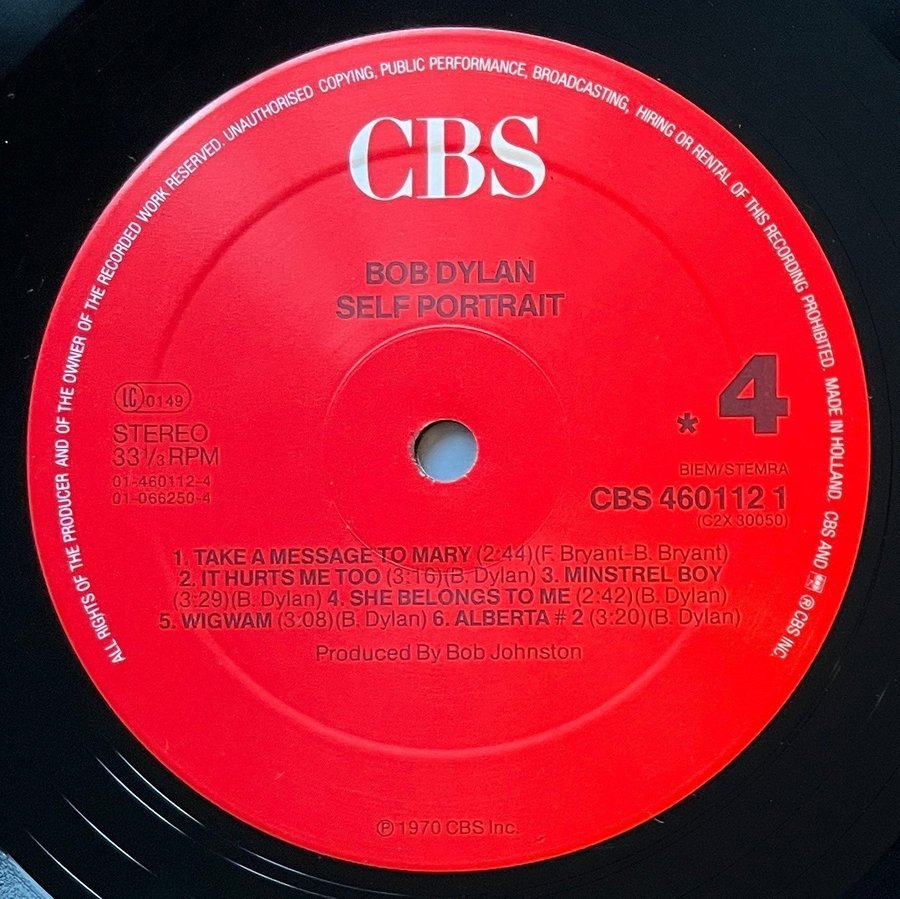 ALL RIGHTS OF THE PRODUCER AND OF THE OWNER OF THE RECORDED WORK RESERVED. UNAUTHORISED COPYING, PUBLIC PERFORMANCE, BROADCASTING, HIRING OR RENTAL OF THIS RECORDING PROHIBITED. MADE IN HOLLAND. CBS AND ℗ CBS INC.
CBS
BOB DYLAN
SELF PORTRAIT
LC 0149
STEREO
33 1/3 RPM
01-460112-4
01-066250-4
* 4
BIEM/STEMRA
CBS 460112 1
(C2X 30050)
1. TAKE A MESSAGE TO MARY (2:44)(F. Bryant-B. Bryant)
2. IT HURTS ME TOO (3:16)(B. Dylan) 3. MINSTREL BOY
(3:29)(B. Dylan) 4. SHE BELONGS TO ME (2:42)(B. Dylan)
5. WIGWAM (3:08)(B. Dylan) 6. ALBERTA # 2 (3:20)(B. Dylan)
Produced By Bob Johnston
℗ 1970 CBS Inc.